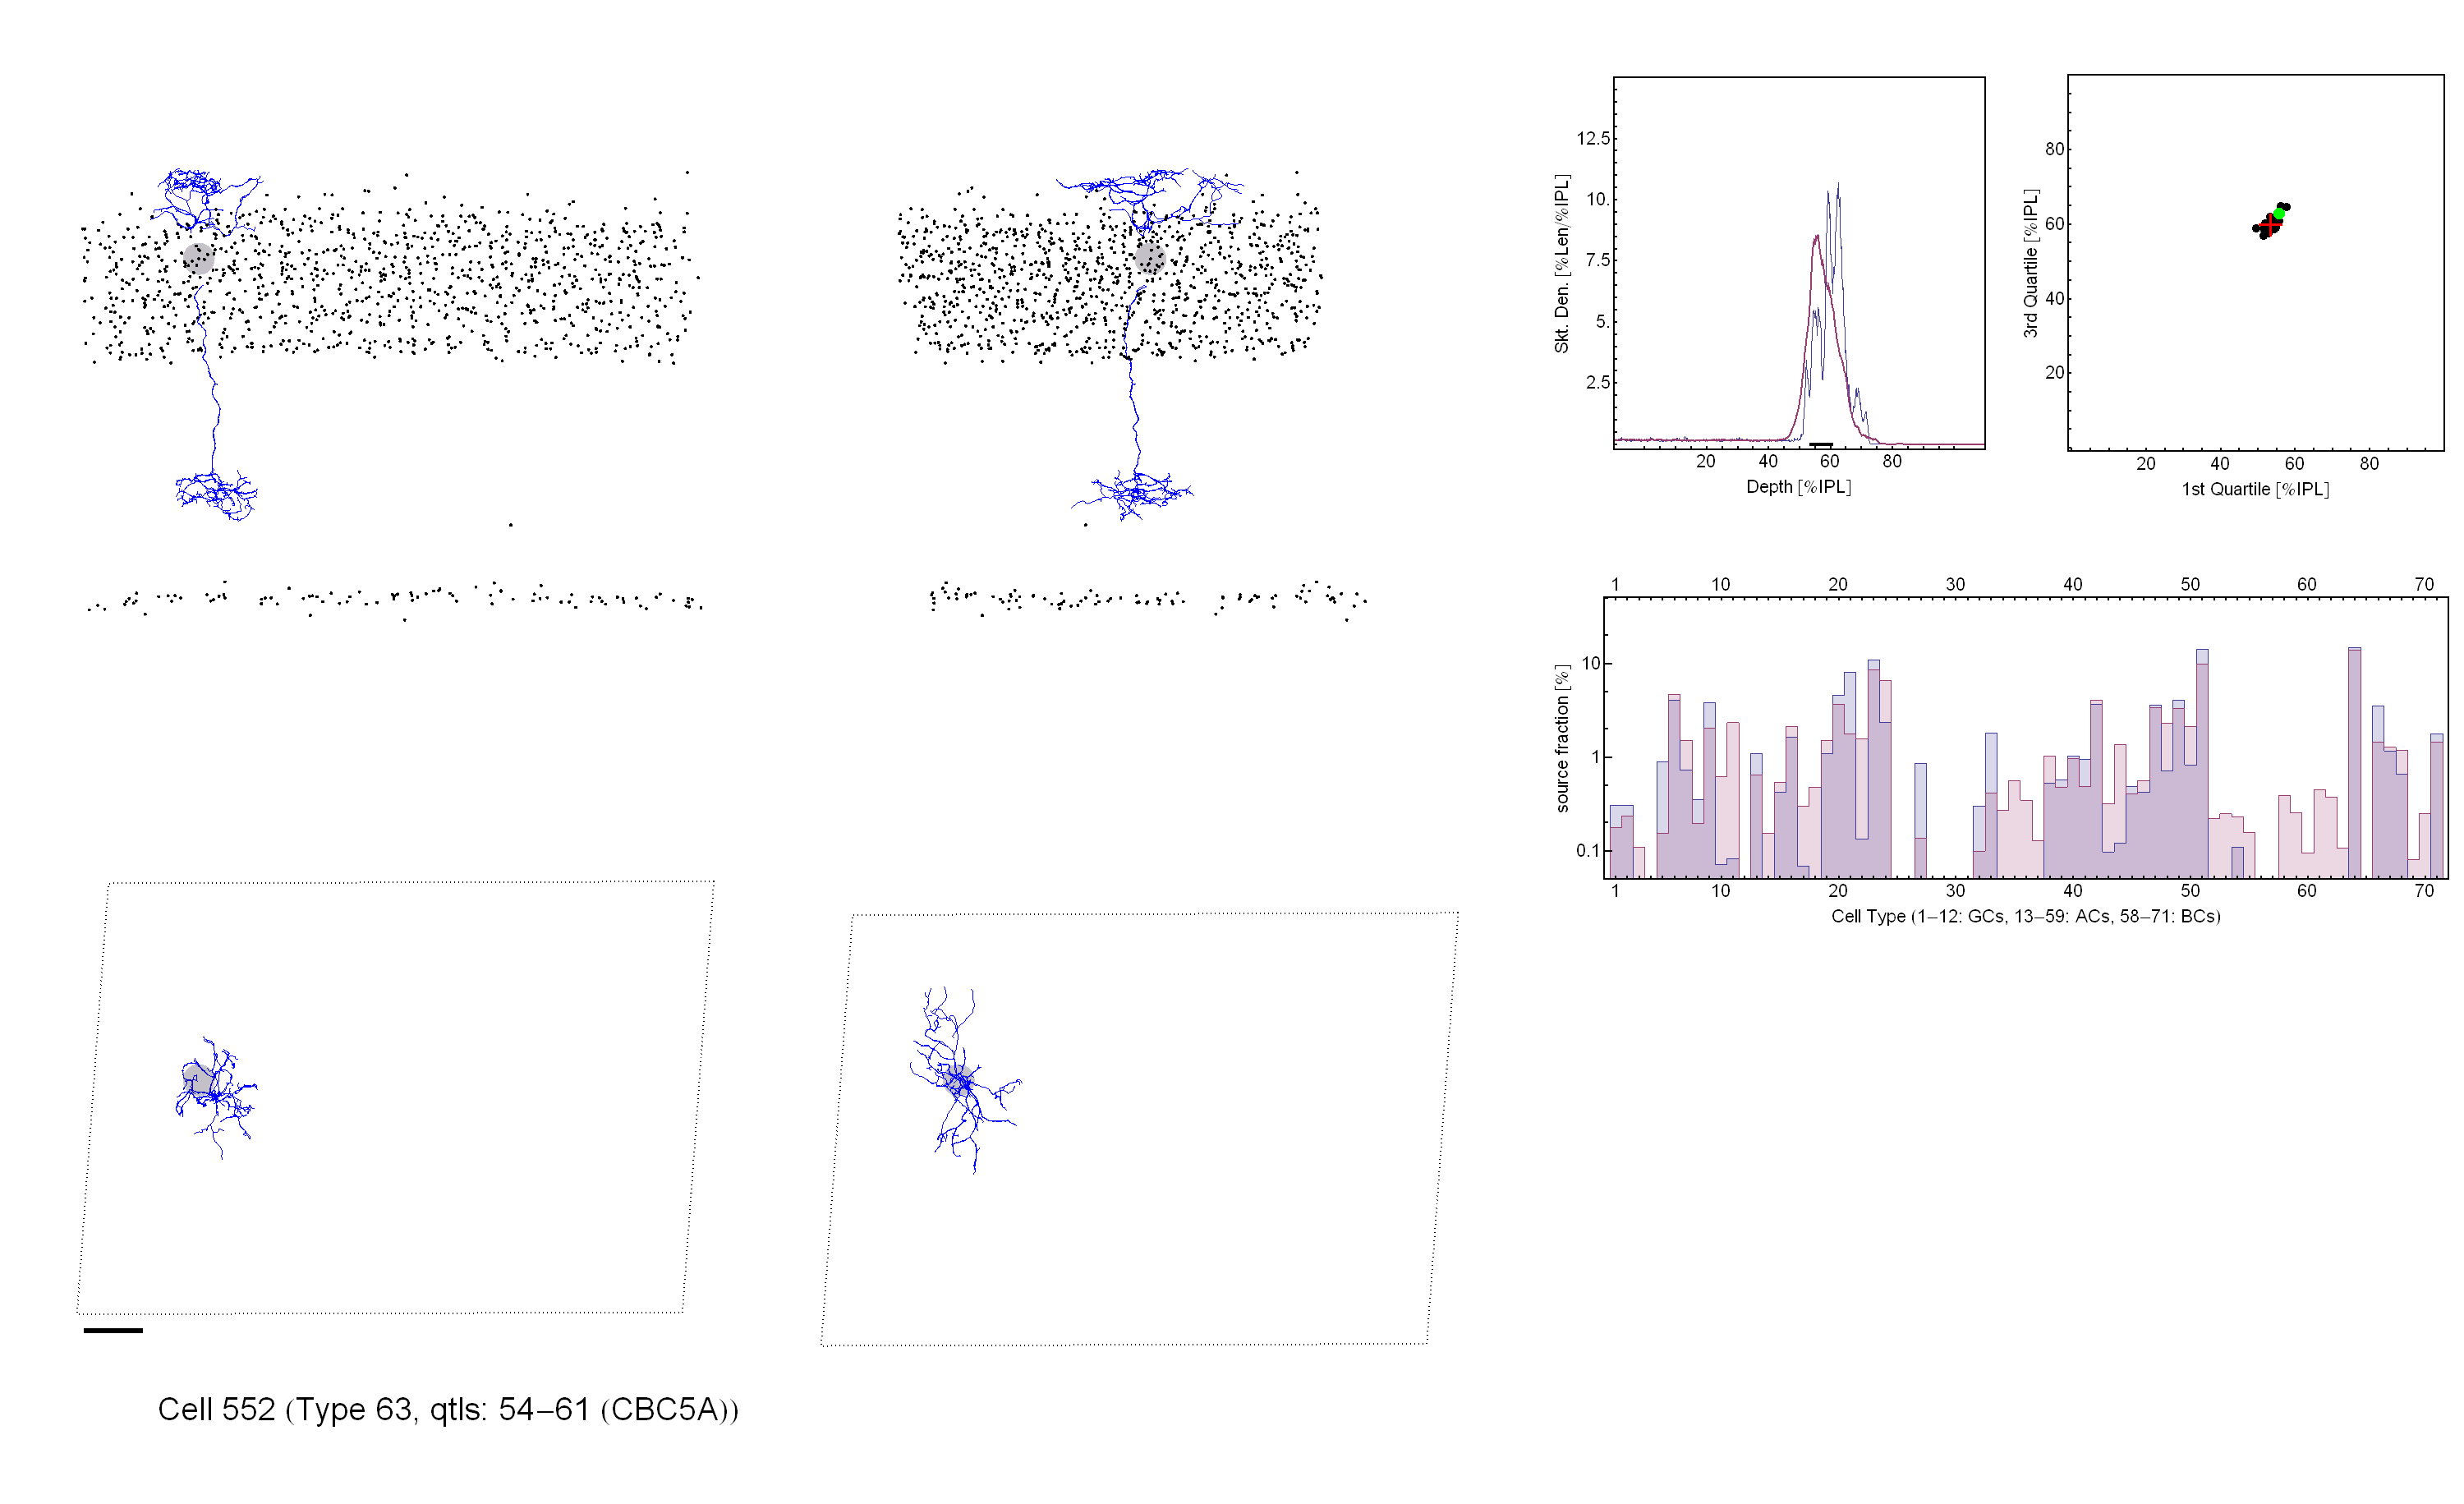 12.5
10.
7.5
5.
2.5
Skt. Den. [%Len/%IPL]
20 40 60 80
Depth [%IPL]
80
60
40
20
3rd Quartile [%IPL]
20 40 60 80
1st Quartile [%IPL]
1 10 20 30 40 50 60 70
10
1
0.1
source fraction [%]
1 10 20 30 40 50 60 70
Cell Type (1–12: GCs, 13–59: ACs, 58–71: BCs)
Cell 552 (Type 63, qtls: 54–61 (CBC5A))